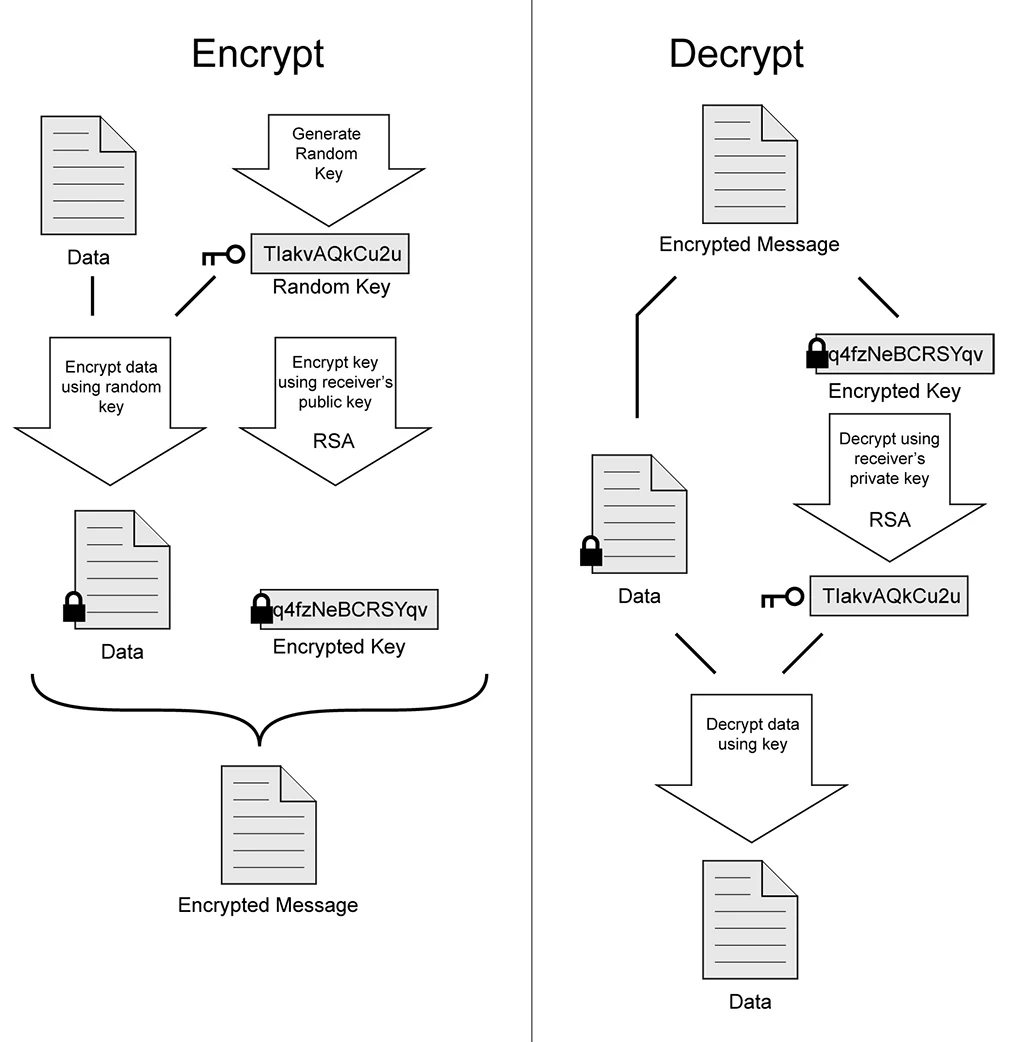 Encrypt
Generate
Random
Key
Data
TIakvAQkCu2u
Random Key
Encrypt data
using random
key
Encrypt key
using receiver's
public key
RSA
Data
q4fzNeBCRSYqv
Encrypted Key
Encrypted Message
Decrypt
Encrypted Message
q4fzNeBCRSYqv
Encrypted Key
Decrypt using
receiver's
private key
RSA
Data
TIakvAQkCu2u
Decrypt data
using key
Data